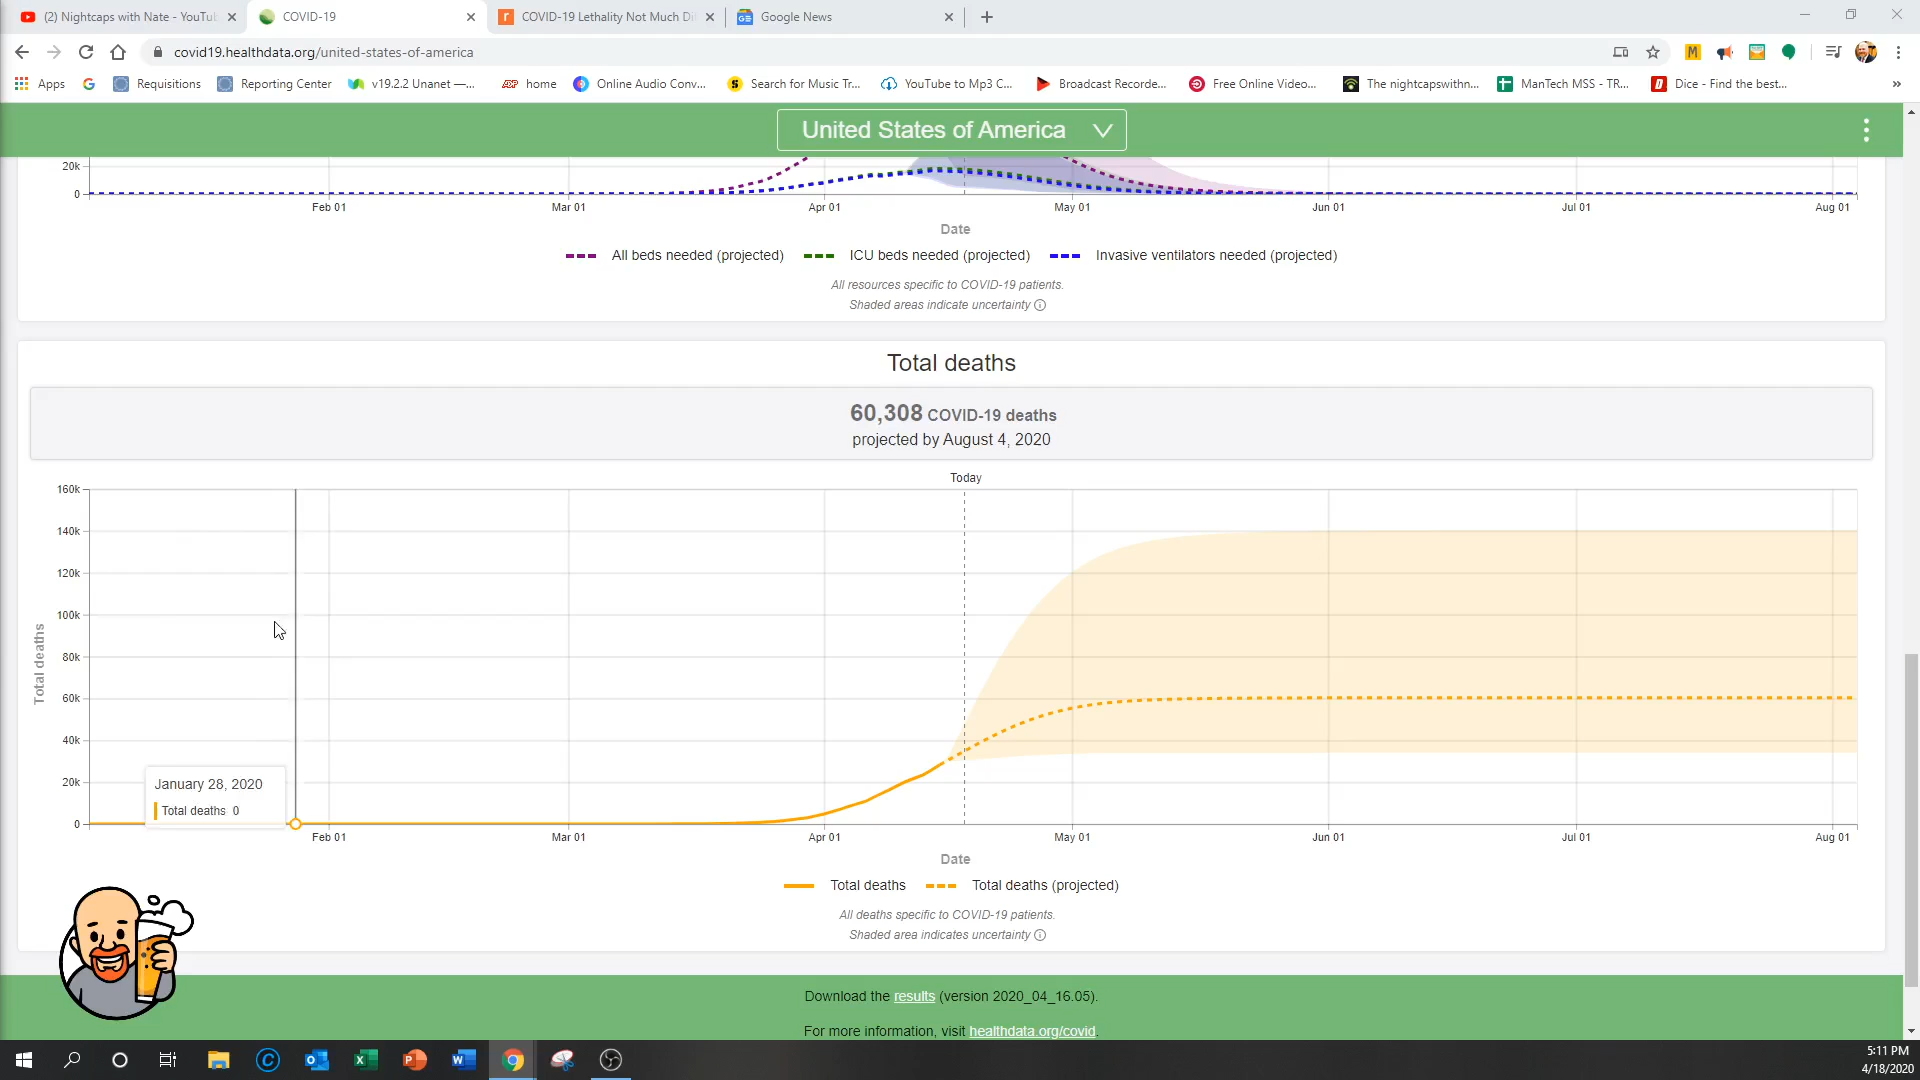 (2) Nightcaps with Nate - YouTu
COVID-19
COVID-19 Lethality Not Much Di
Google News
covid19.healthdata.org/united-states-of-america
Apps
Requisitions
Reporting Center
v19.2.2 Unanet —...
home
Online Audio Conv...
Search for Music Tr...
YouTube to Mp3 C...
Broadcast Recorde...
Free Online Video...
The nightcapswithn...
ManTech MSS - TR...
Dice - Find the best...
»
United States of America
20k
0
Feb 01
Mar 01
Apr 01
May 01
Jun 01
Jul 01
Aug 01
Date
All beds needed (projected)
ICU beds needed (projected)
Invasive ventilators needed (projected)
All resources specific to COVID-19 patients.
Shaded areas indicate uncertainty
Total deaths
60,308 COVID-19 deaths
projected by August 4, 2020
Today
160k
140k
120k
100k
80k
60k
40k
20k
0
Total deaths
January 28, 2020
Total deaths 0
Feb 01
Mar 01
Apr 01
May 01
Jun 01
Jul 01
Aug 01
Date
Total deaths
Total deaths (projected)
All deaths specific to COVID-19 patients.
Shaded area indicates uncertainty
Download the results (version 2020_04_16.05).
For more information, visit healthdata.org/covid.
5:11 PM
4/18/2020